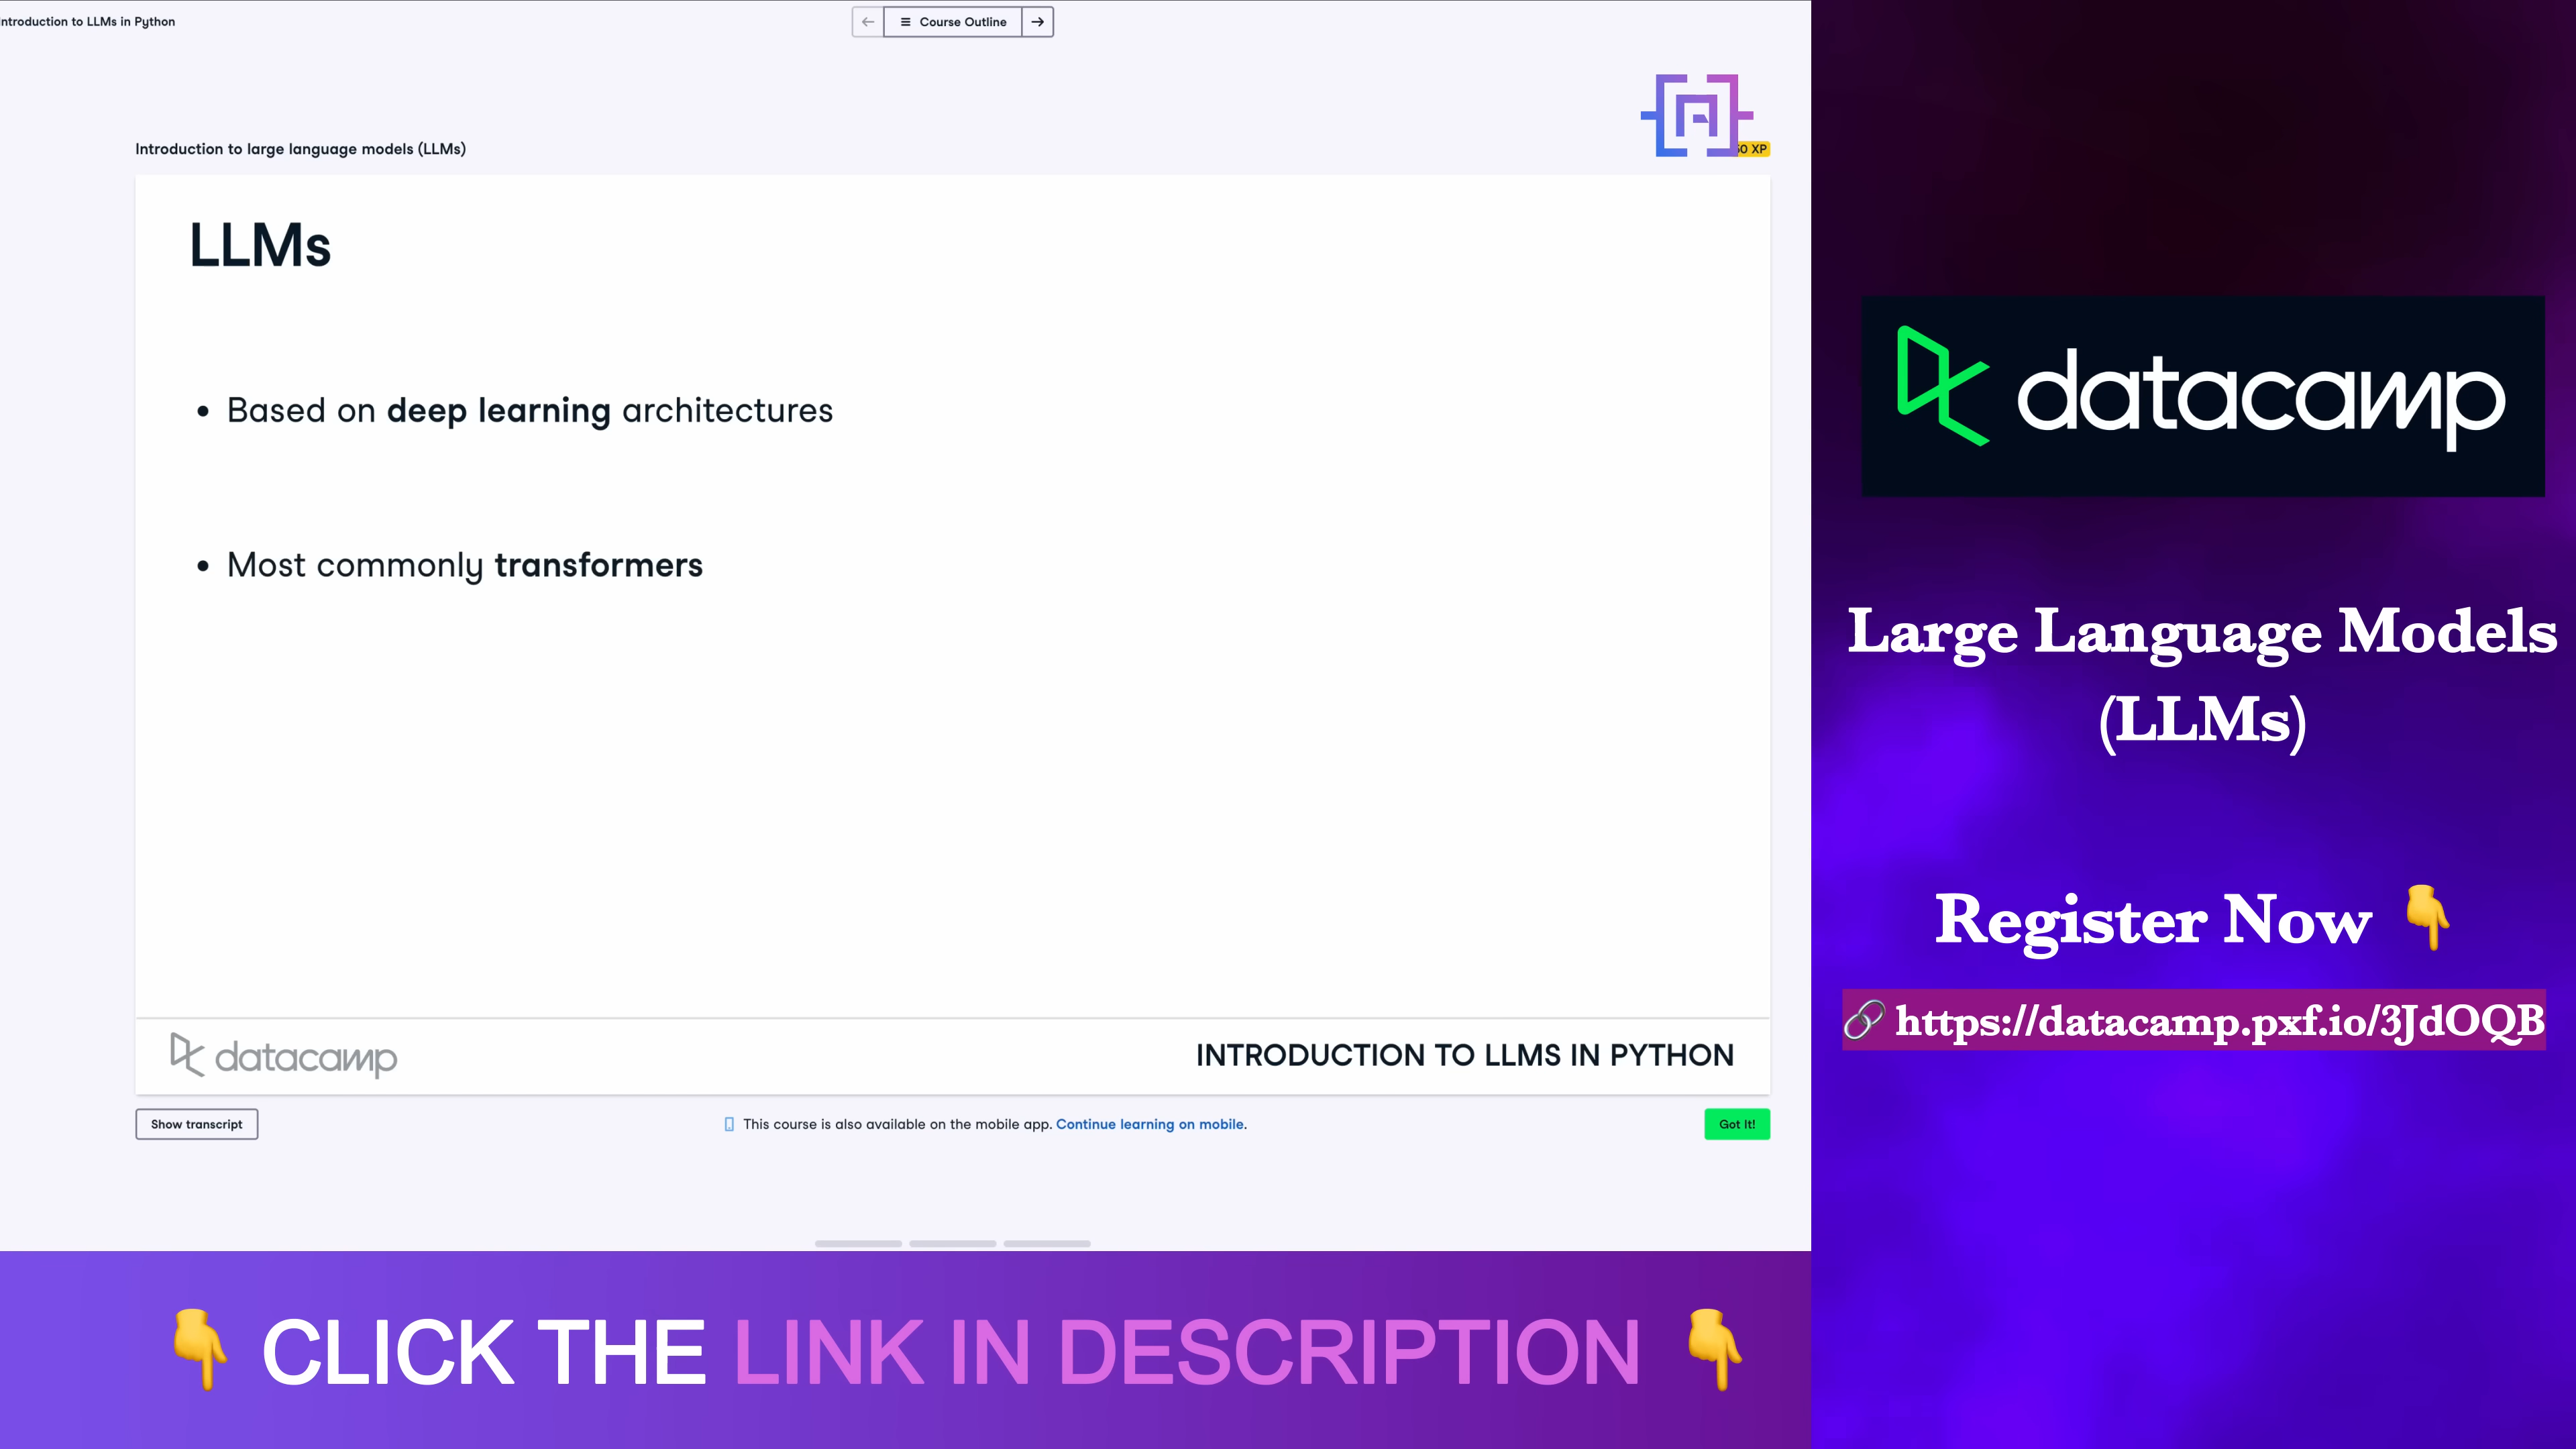 ntroduction to LLMs in Python
Course Outline
Introduction to large language models (LLMs)
50 XP
LLMs
• Based on deep learning architectures
• Most commonly transformers
datacamp
INTRODUCTION TO LLMS IN PYTHON
Show transcript
This course is also available on the mobile app. Continue learning on mobile.
Got It!
👇 CLICK THE LINK IN DESCRIPTION 👇
datacamp
Large Language Models
(LLMs)
Register Now 👇
🔗 https://datacamp.pxf.io/3JdOQB